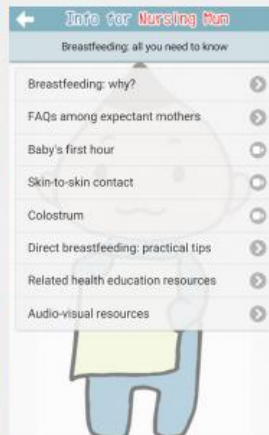 Info for Nursing Mum
Breastfeeding: all you need to know
Breastfeeding: why?
FAQs among expectant mothers
Baby's first hour
Skin-to-skin contact
Colostrum
Direct breastfeeding: practical tips
Related health education resources
Audio-visual resources